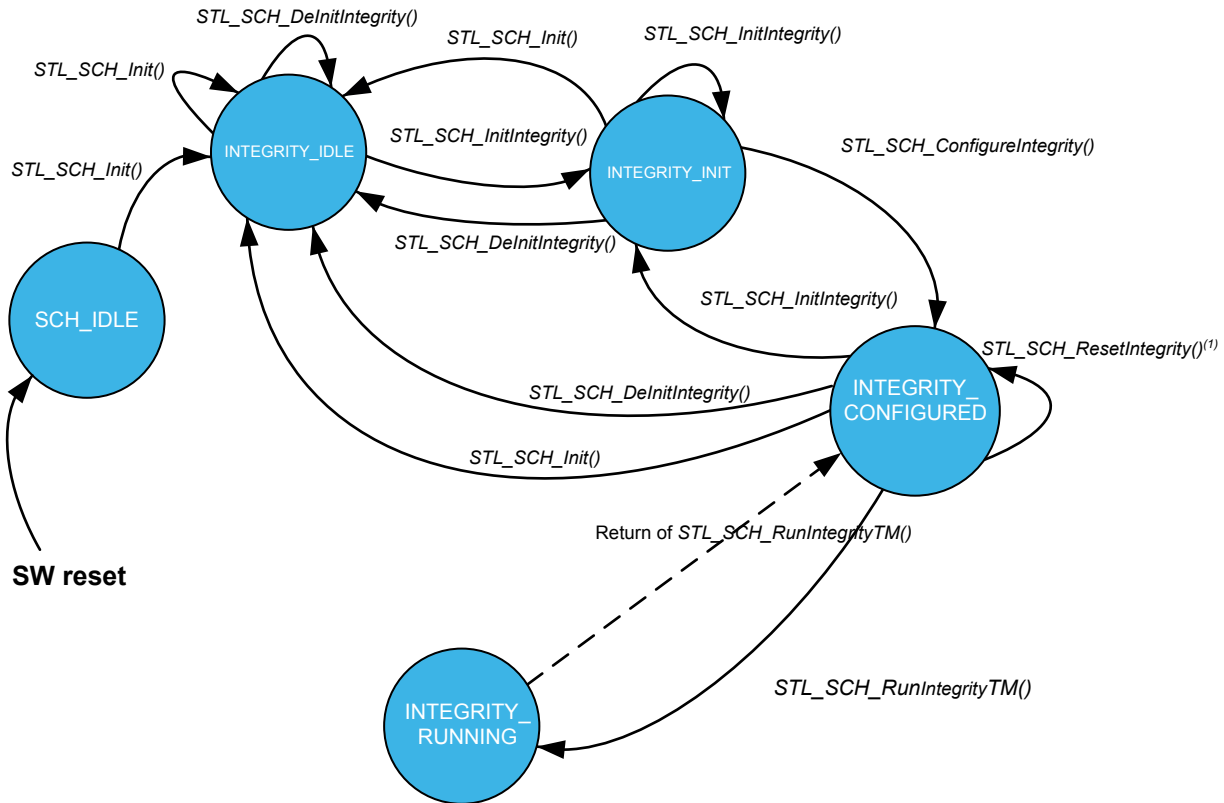 STL_SCH_DeInitIntegrity()
STL_SCH_Init()
STL_SCH_InitIntegrity()
STL_SCH_Init()
STL_SCH_InitIntegrity()
STL_SCH_ConfigureIntegrity()
INTEGRITY_IDLE
INTEGRITY_INIT
STL_SCH_Init()
STL_SCH_DeInitIntegrity()
STL_SCH_InitIntegrity()
SCH_IDLE
STL_SCH_ResetIntegrity()(1)
STL_SCH_DeInitIntegrity()
INTEGRITY_
CONFIGURED
STL_SCH_Init()
Return of STL_SCH_RunIntegrityTM()
SW reset
STL_SCH_RunIntegrityTM()
INTEGRITY_
RUNNING